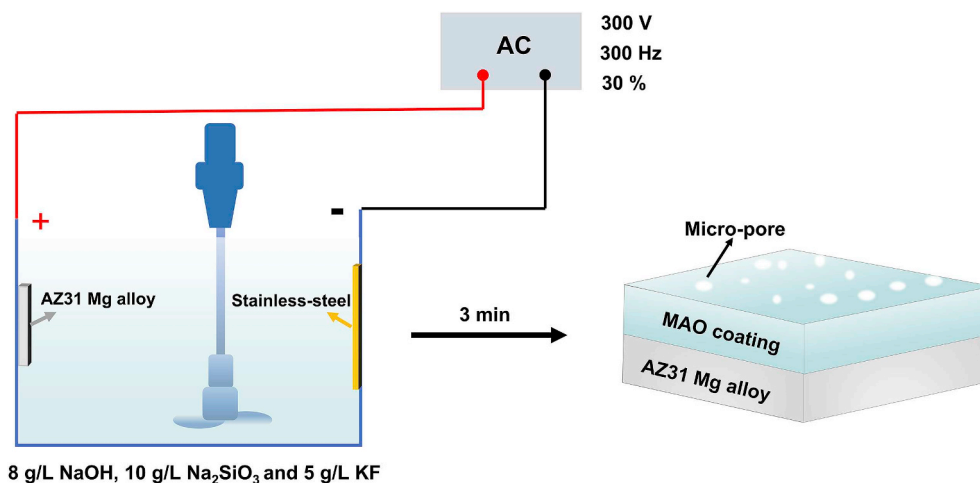 AC
300 V
300 Hz
30 %
+
-
AZ31 Mg alloy
Stainless-steel
3 min
Micro-pore
MAO coating
AZ31 Mg alloy
8 g/L NaOH, 10 g/L Na₂SiO₃ and 5 g/L KF